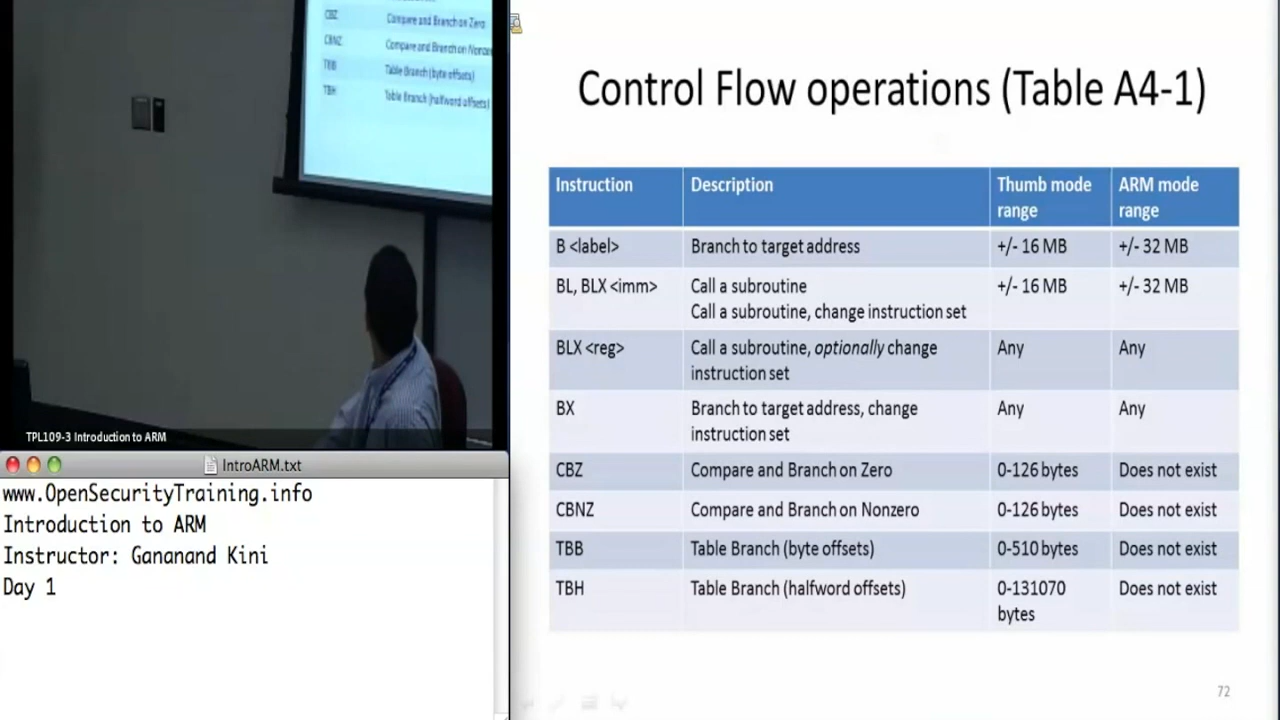 CBZ Compare and Branch on Zero
CBNZ Compare and Branch on Nonze
TBB Table Branch (byte offsets)
TBH Table Branch (halfword offsets)
TPL109-3 Introduction to ARM
IntroARM.txt
www.OpenSecurityTraining.info
Introduction to ARM
Instructor: Gananand Kini
Day 1
Control Flow operations (Table A4-1)
Instruction Description Thumb mode range ARM mode range
B <label> Branch to target address +/- 16 MB +/- 32 MB
BL, BLX <imm> Call a subroutine +/- 16 MB +/- 32 MB
Call a subroutine, change instruction set
BLX <reg> Call a subroutine, optionally change Any Any
instruction set
BX Branch to target address, change Any Any
instruction set
CBZ Compare and Branch on Zero 0-126 bytes Does not exist
CBNZ Compare and Branch on Nonzero 0-126 bytes Does not exist
TBB Table Branch (byte offsets) 0-510 bytes Does not exist
TBH Table Branch (halfword offsets) 0-131070 bytes Does not exist
72